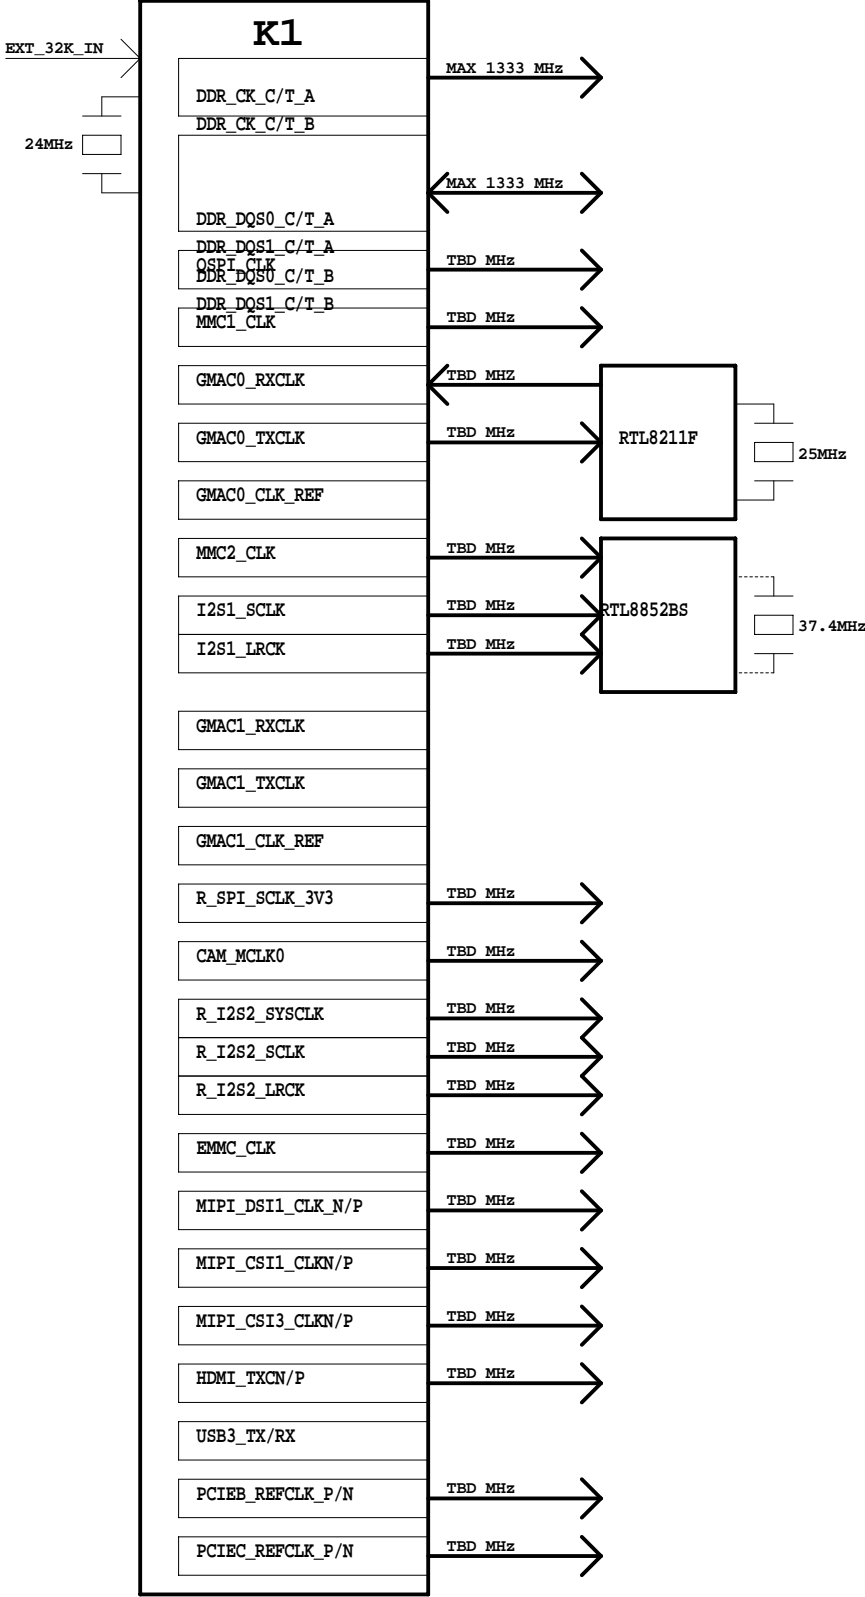 K1
EXT_32K_IN
MAX 1333 MHz
DDR_CK_C/T_A
DDR_CK_C/T_B
24MHz
MAX 1333 MHz
DDR_DQS0_C/T_A
DDR_DQS1_C/T_A
QSPI_CLK
TBD MHz
DDR_DQS0_C/T_B
DDR_DQS1_C/T_B
MMC1_CLK
TBD MHz
GMAC0_RXCLK
TBD MHZ
GMAC0_TXCLK
TBD MHz
RTL8211F
25MHz
GMAC0_CLK_REF
MMC2_CLK
TBD MHz
I2S1_SCLK
TBD MHz
RTL8852BS
37.4MHz
I2S1_LRCK
TBD MHz
GMAC1_RXCLK
GMAC1_TXCLK
GMAC1_CLK_REF
R_SPI_SCLK_3V3
TBD MHz
CAM_MCLK0
TBD MHz
R_I2S2_SYSCLK
TBD MHz
R_I2S2_SCLK
TBD MHz
R_I2S2_LRCK
TBD MHz
EMMC_CLK
TBD MHz
MIPI_DSI1_CLK_N/P
TBD MHz
MIPI_CSI1_CLKN/P
TBD MHz
MIPI_CSI3_CLKN/P
TBD MHz
HDMI_TXCN/P
TBD MHz
USB3_TX/RX
PCIEB_REFCLK_P/N
TBD MHz
PCIEC_REFCLK_P/N
TBD MHz